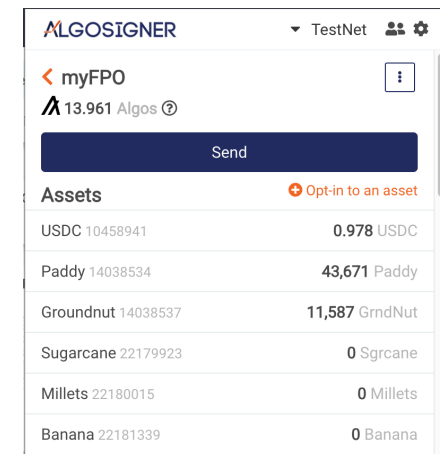 ALGOSIGNER TestNet
myFPO
13.961 Algos
Send
Assets Opt-in to an asset
USDC 10458941 0.978 USDC
Paddy 14038534 43,671 Paddy
Groundnut 14038537 11,587 GrndNut
Sugarcane 22179923 0 Sgrcane
Millets 22180015 0 Millets
Banana 22181339 0 Banana